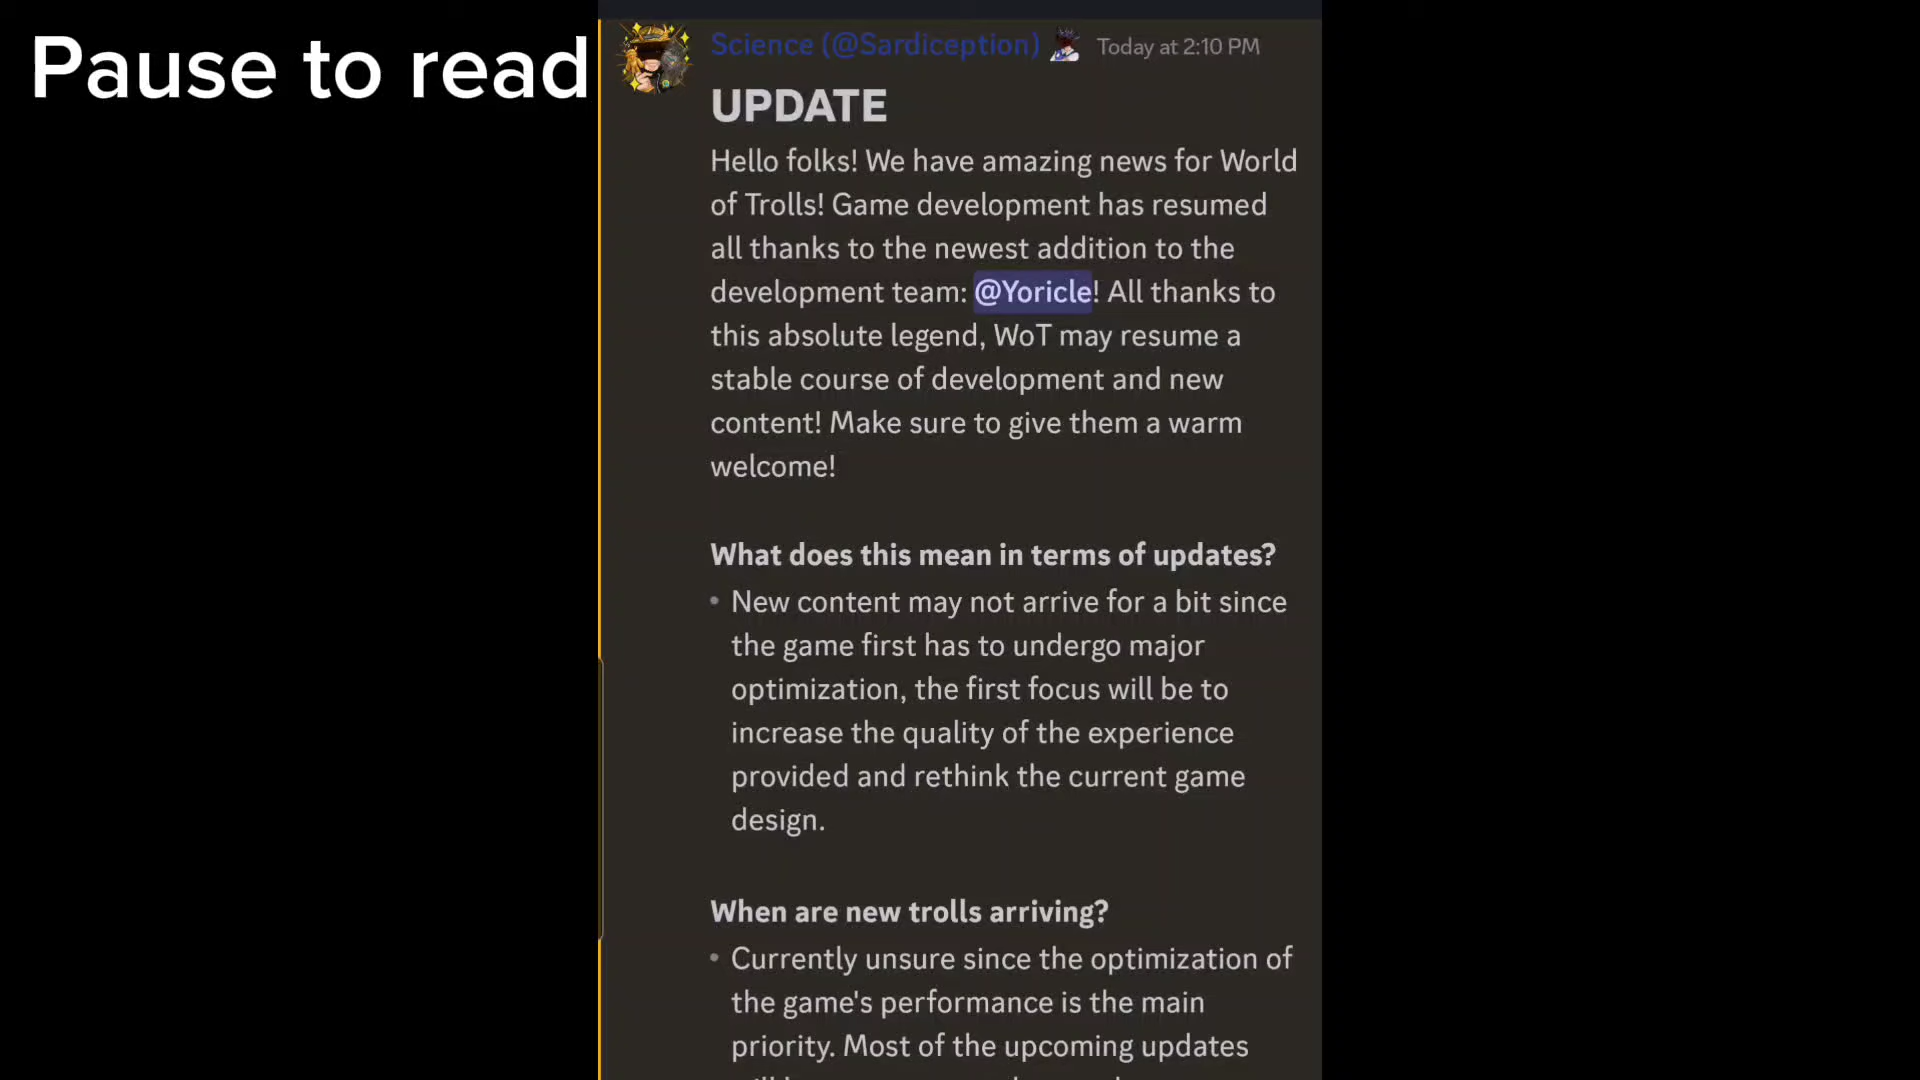 Pause to read
Science (@Sardiception) Today at 2:10 PM
UPDATE
Hello folks! We have amazing news for World
of Trolls! Game development has resumed
all thanks to the newest addition to the
development team: @Yoricle! All thanks to
this absolute legend, WoT may resume a
stable course of development and new
content! Make sure to give them a warm
welcome!
What does this mean in terms of updates?
• New content may not arrive for a bit since
the game first has to undergo major
optimization, the first focus will be to
increase the quality of the experience
provided and rethink the current game
design.
When are new trolls arriving?
• Currently unsure since the optimization of
the game's performance is the main
priority. Most of the upcoming updates